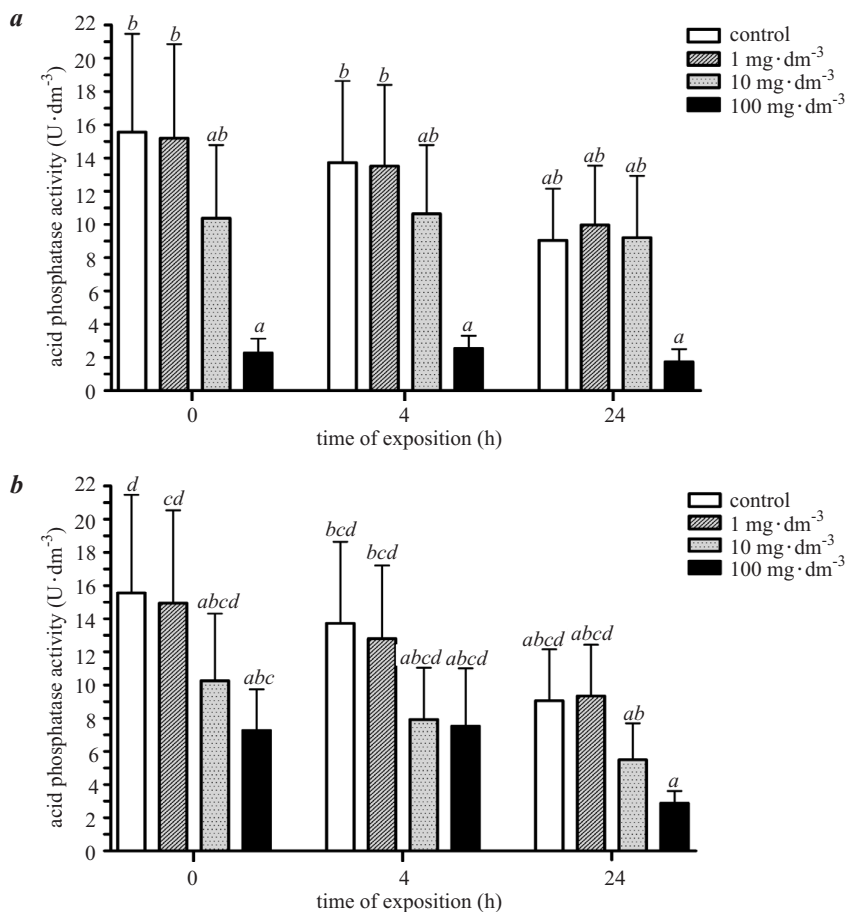 a
22
20
18
16
14
12
10
8
6
4
2
0
acid phosphatase activity (U·dm⁻³)
b b ab a
b b ab a
ab ab ab a
control
1 mg·dm⁻³
10 mg·dm⁻³
100 mg·dm⁻³
0 4 24
time of exposition (h)
b
22
20
18
16
14
12
10
8
6
4
2
0
acid phosphatase activity (U·dm⁻³)
d cd abcd abc
bcd bcd abcd abcd
abcd abcd ab a
control
1 mg·dm⁻³
10 mg·dm⁻³
100 mg·dm⁻³
0 4 24
time of exposition (h)